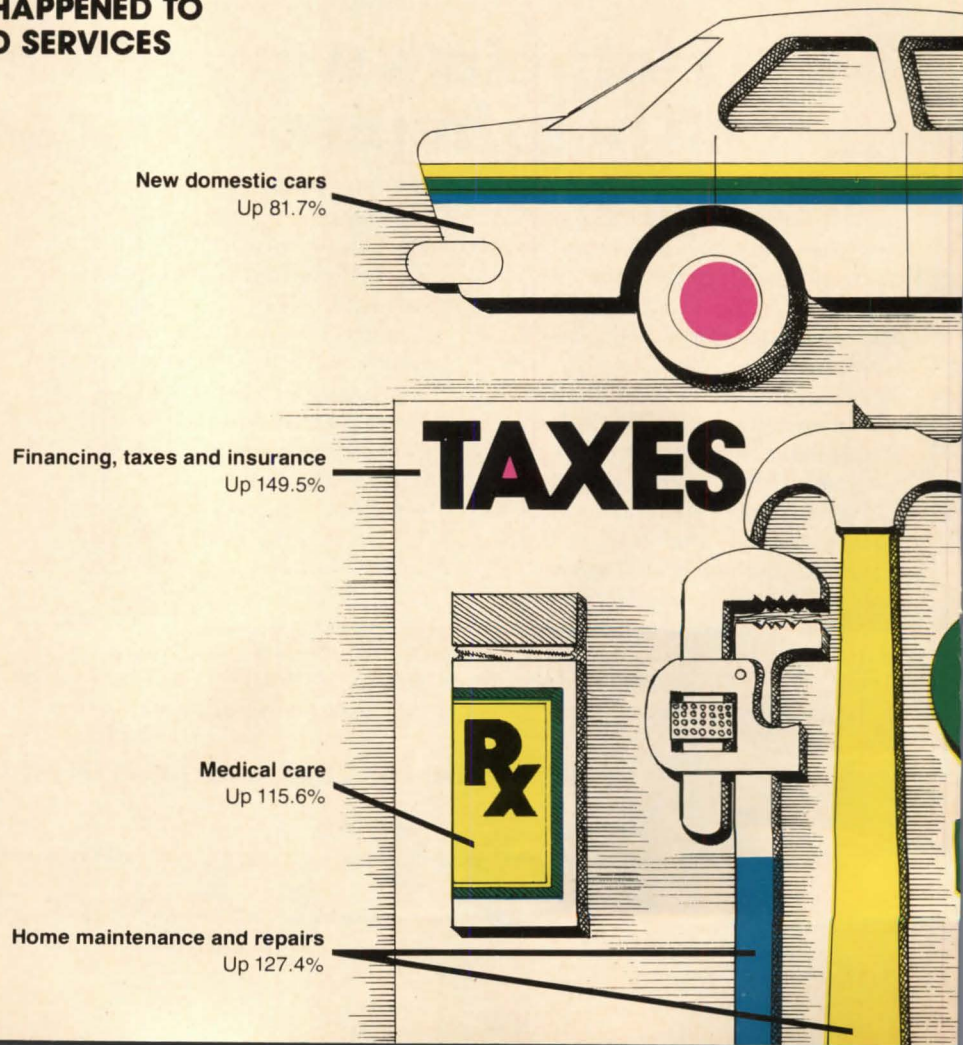 HAPPENED TO
SERVICES
New domestic cars
Up 81.7%
Financing, taxes and insurance
Up 149.5%
TAXES
Rx
Medical care
Up 115.6%
Home maintenance and repairs
Up 127.4%